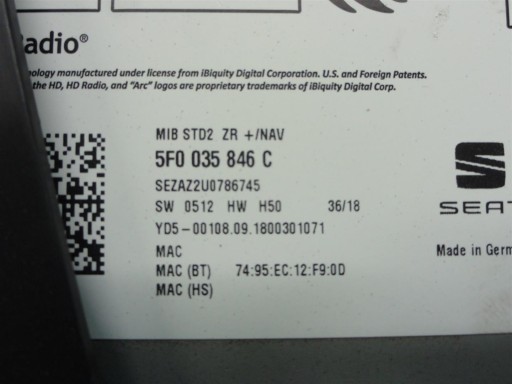 Radio®
nology manufactured under license from iBiquity Digital Corporation. U.S. and Foreign Patents.
the HD, HD Radio, and "Arc" logos are proprietary trademarks of iBiquity Digital Corp.
MIB STD2 ZR +/NAV
5F0 035 846 C
SEZAZ2U0786745
SW 0512 HW H50 36/18
YD5-00108.09.1800301071
MAC
MAC (BT) 74:95:EC:12:F9:0D
MAC (HS)
SEAT
Made in Germ